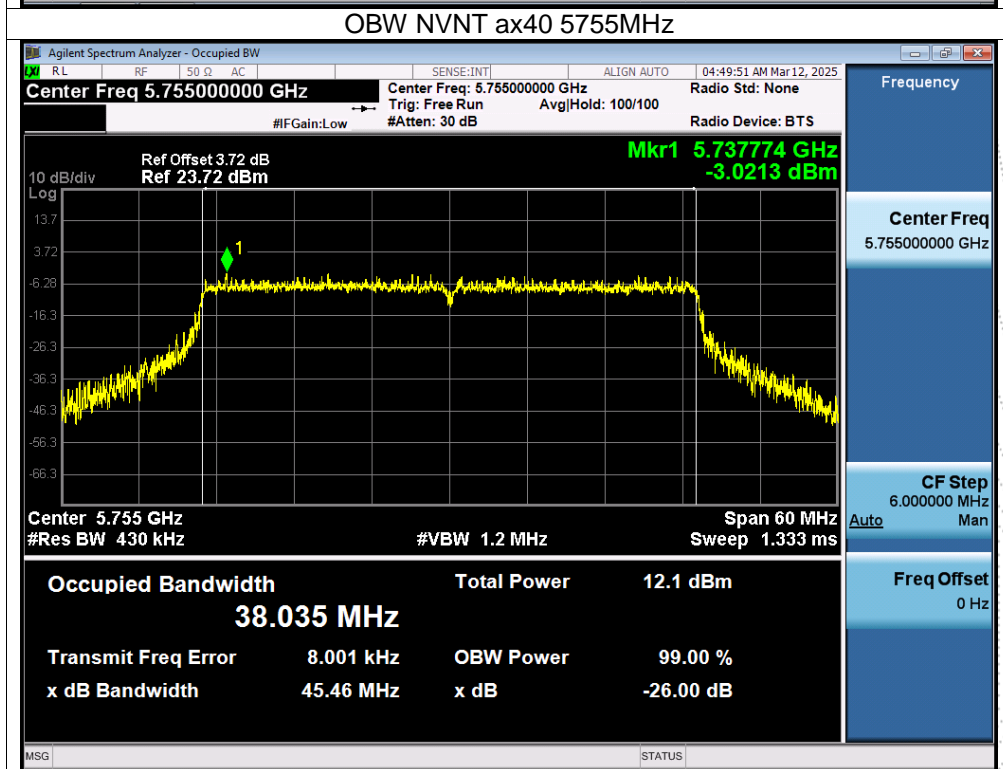 OBW NVNT ax40 5755MHz
Agilent Spectrum Analyzer - Occupied BW
LXI RL RF 50 Ω AC SENSE:INT ALIGN AUTO 04:49:51 AM Mar 12, 2025
Center Freq 5.755000000 GHz Center Freq: 5.755000000 GHz Radio Std: None
Trig: Free Run Avg|Hold: 100/100
#IFGain:Low #Atten: 30 dB Radio Device: BTS
Frequency
Mkr1 5.737774 GHz
-3.0213 dBm
Ref Offset 3.72 dB
10 dB/div Ref 23.72 dBm
Log
13.7
3.72
-6.28
-16.3
-26.3
-36.3
-46.3
-56.3
-66.3
1
Center 5.755 GHz Span 60 MHz
#Res BW 430 kHz #VBW 1.2 MHz Sweep 1.333 ms
Center Freq
5.755000000 GHz
CF Step
6.000000 MHz
Auto Man
Freq Offset
0 Hz
Occupied Bandwidth Total Power 12.1 dBm
38.035 MHz
Transmit Freq Error 8.001 kHz OBW Power 99.00 %
x dB Bandwidth 45.46 MHz x dB -26.00 dB
MSG STATUS